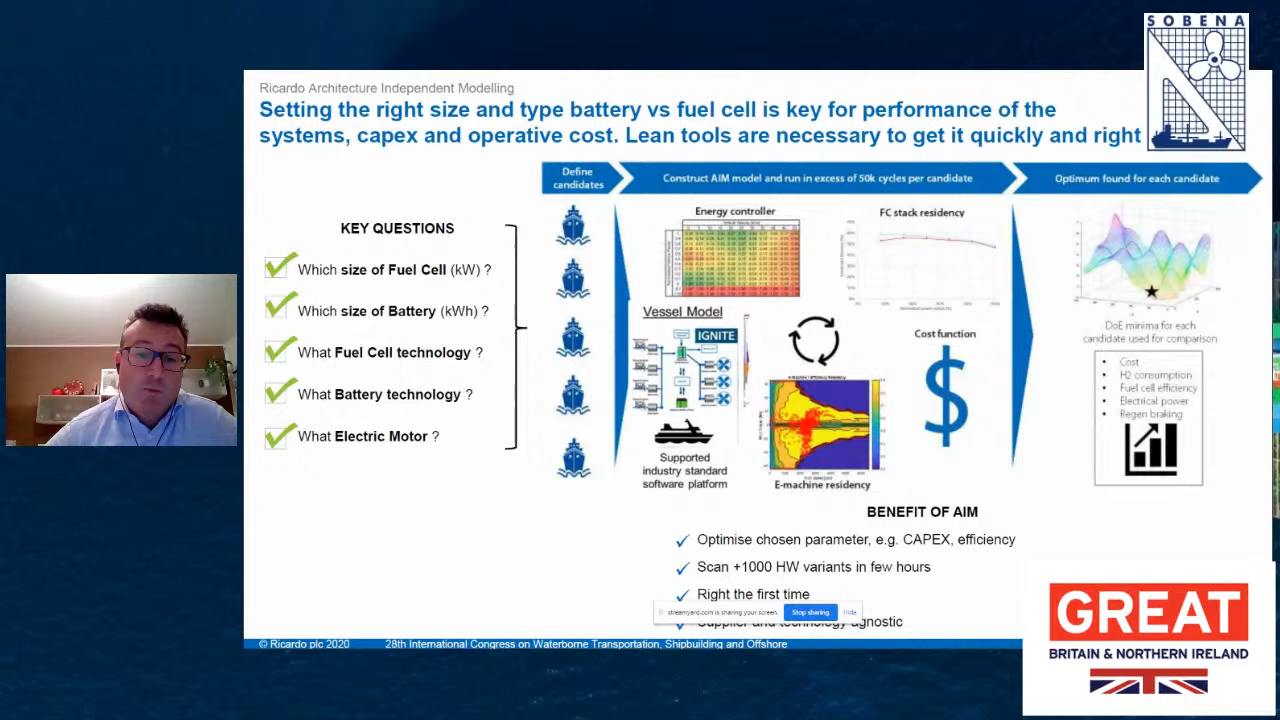 SOBENA
Ricardo Architecture Independent Modelling
Setting the right size and type battery vs fuel cell is key for performance of the
systems, capex and operative cost. Lean tools are necessary to get it quickly and right
Define
candidates
Construct AIM model and run in excess of 50k cycles per candidate
Optimum found for each candidate
KEY QUESTIONS
Which size of Fuel Cell (kW) ?
Which size of Battery (kWh) ?
What Fuel Cell technology ?
What Battery technology ?
What Electric Motor ?
Energy controller
FC stack residency
Vessel Model
IGNITE
Cost function
$
Supported
industry standard
software platform
E-machine residency
DoE minima for each
candidate used for comparison
• Cost
• H2 consumption
• Fuel cell efficiency
• Electrical power
• Regen braking
BENEFIT OF AIM
Optimise chosen parameter, e.g. CAPEX, efficiency
Scan +1000 HW variants in few hours
Right the first time
streamyard.com is sharing your screen.
Stop sharing
Hide
Supplier and technology agnostic
© Ricardo plc 2020
28th International Congress on Waterborne Transportation, Shipbuilding and Offshore
GREAT
BRITAIN & NORTHERN IRELAND